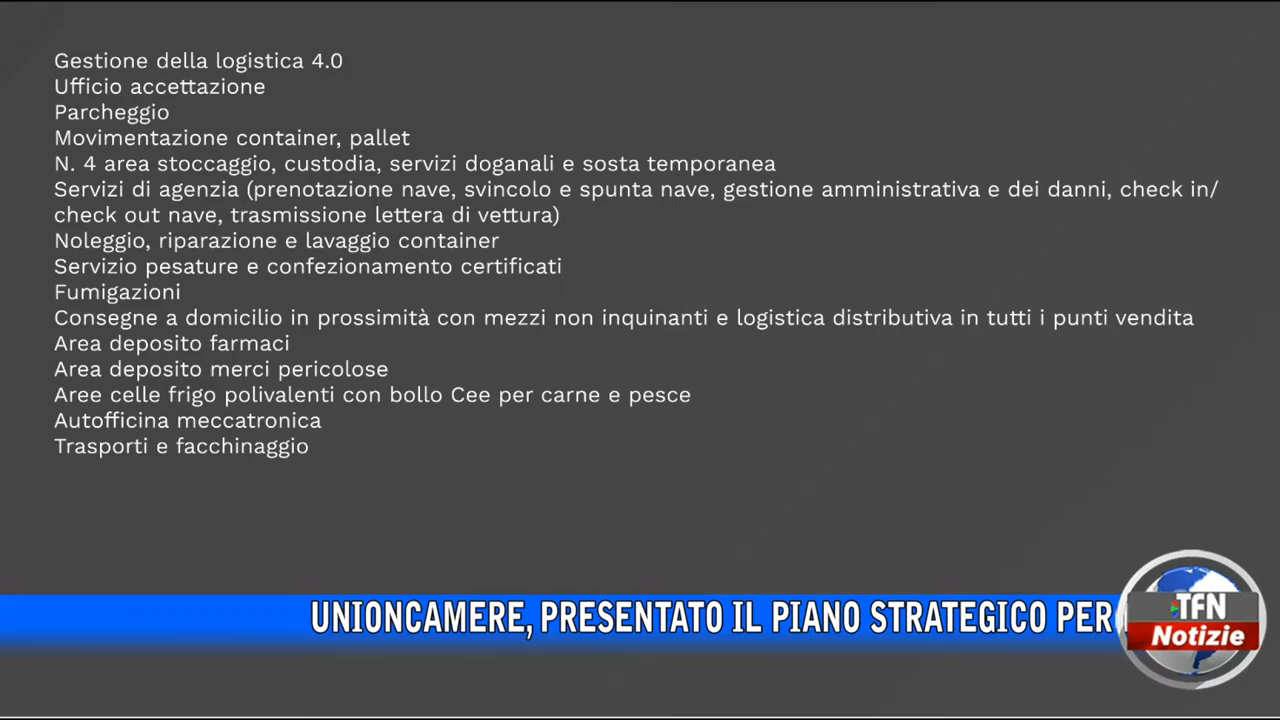 Gestione della logistica 4.0
Ufficio accettazione
Parcheggio
Movimentazione container, pallet
N. 4 area stoccaggio, custodia, servizi doganali e sosta temporanea
Servizi di agenzia (prenotazione nave, svincolo e spunta nave, gestione amministrativa e dei danni, check in/
check out nave, trasmissione lettera di vettura)
Noleggio, riparazione e lavaggio container
Servizio pesature e confezionamento certificati
Fumigazioni
Consegne a domicilio in prossimità con mezzi non inquinanti e logistica distributiva in tutti i punti vendita
Area deposito farmaci
Area deposito merci pericolose
Aree celle frigo polivalenti con bollo Cee per carne e pesce
Autofficina meccatronica
Trasporti e facchinaggio
UNIONCAMERE, PRESENTATO IL PIANO STRATEGICO PER
TFN
Notizie